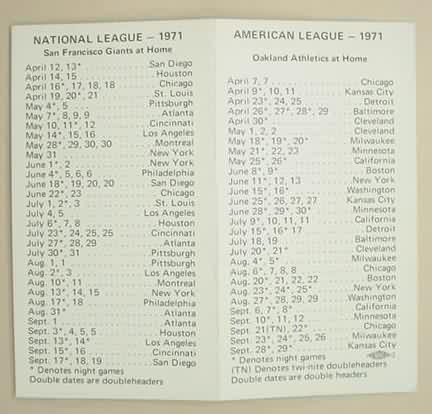 NATIONAL LEAGUE – 1971
San Francisco Giants at Home
April 12, 13* . . . . . . . . San Diego
April 14, 15 . . . . . . . . Houston
April 16*, 17, 18, 18 . . . . . . . . Chicago
April 19, 20*, 21 . . . . . . . . St. Louis
May 4*, 5 . . . . . . . . Pittsburgh
May 7*, 8, 9, 9 . . . . . . . . Atlanta
May 10, 11*, 12 . . . . . . . . Cincinnati
May 14*, 15, 16 . . . . . . . . Los Angeles
May 28*, 29, 30, 30 . . . . . . . . Montreal
May 31 . . . . . . . . New York
June 1*, 2 . . . . . . . . New York
June 4*, 5, 6, 6 . . . . . . . . Philadelphia
June 18*, 19, 20, 20 . . . . . . . . San Diego
June 22*, 23 . . . . . . . . Chicago
July 1, 2*, 3 . . . . . . . . St. Louis
July 4, 5 . . . . . . . . Los Angeles
July 6*, 7, 8 . . . . . . . . Houston
July 23*, 24, 25, 25 . . . . . . . . Cincinnati
July 27*, 28, 29 . . . . . . . . Atlanta
July 30*, 31 . . . . . . . . Pittsburgh
Aug. 1, 1 . . . . . . . . Pittsburgh
Aug. 2*, 3 . . . . . . . . Los Angeles
Aug. 10*, 11 . . . . . . . . Montreal
Aug. 13*, 14, 15 . . . . . . . . New York
Aug. 17*, 18 . . . . . . . . Philadelphia
Aug. 31* . . . . . . . . Atlanta
Sept. 1 . . . . . . . . Atlanta
Sept. 3*, 4, 5, 5 . . . . . . . . Houston
Sept. 13*, 14* . . . . . . . . Los Angeles
Sept. 15*, 16 . . . . . . . . Cincinnati
Sept. 17*, 18, 19 . . . . . . . . San Diego
* Denotes night games
Double dates are doubleheaders
AMERICAN LEAGUE – 1971
Oakland Athletics at Home
April 7, 7 . . . . . . . . Chicago
April 9*, 10, 11 . . . . . . . . Kansas City
April 23*, 24, 25 . . . . . . . . Detroit
April 26*, 27*, 28*, 29 . . . . . . . . Baltimore
April 30* . . . . . . . . Cleveland
May 1, 2, 2 . . . . . . . . Cleveland
May 18*, 19*, 20* . . . . . . . . Milwaukee
May 21*, 22, 23 . . . . . . . . Minnesota
May 25*, 26* . . . . . . . . California
June 8*, 9* . . . . . . . . Boston
June 11*, 12, 13 . . . . . . . . New York
June 15*, 16* . . . . . . . . Washington
June 25*, 26, 27, 27 . . . . . . . . Kansas City
June 28*, 29*, 30* . . . . . . . . Minnesota
July 9*, 10, 11, 11 . . . . . . . . California
July 15*, 16* 17 . . . . . . . . Detroit
July 18, 19 . . . . . . . . Baltimore
July 20*, 21* . . . . . . . . Cleveland
Aug. 4*, 5* . . . . . . . . Milwaukee
Aug. 6*, 7, 8, 8 . . . . . . . . Chicago
Aug. 20*, 21, 22, 22 . . . . . . . . Boston
Aug. 23*, 24*, 25 . . . . . . . . New York
Aug. 27*, 28, 29, 29 . . . . . . . . Washington
Sept. 6, 7*, 8* . . . . . . . . California
Sept. 10*, 11, 12 . . . . . . . . Minnesota
Sept. 21(TN), 22* . . . . . . . . Chicago
Sept. 23*, 24*, 25, 26 . . . . . . . . Milwaukee
Sept. 28*, 29* . . . . . . . . Kansas City
* Denotes night games
(TN) Denotes twi-nite doubleheaders
Double dates are double headers